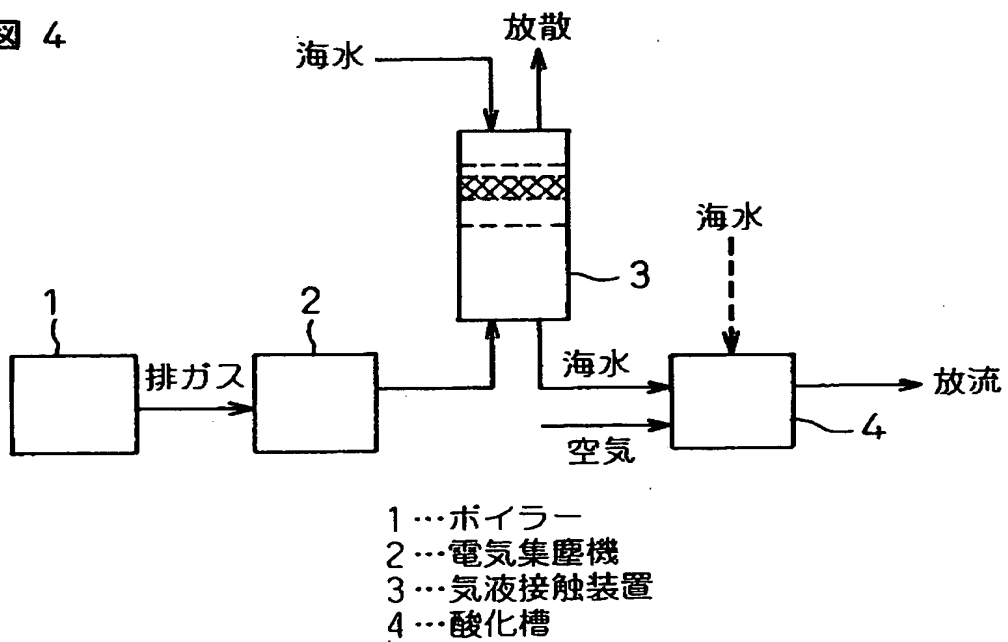 図 4
放散
海水
海水
3
1
2
排ガス
海水
放流
空気
4
1…ボイラー
2…電気集塵機
3…気液接触装置
4…酸化槽